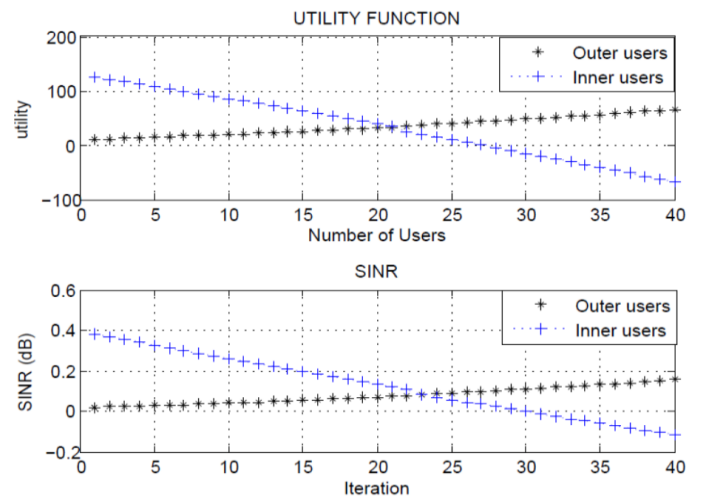 UTILITY FUNCTION
200
100
0
−100
utility
Outer users
Inner users
0 5 10 15 20 25 30 35 40
Number of Users
SINR
0.6
0.4
0.2
0
−0.2
SINR (dB)
Outer users
Inner users
0 5 10 15 20 25 30 35 40
Iteration